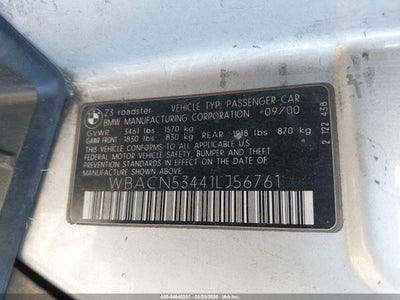 Z3 roadster VEHICLE TYP. PASSENGER CAR
BMW MANUFACTURING CORPORATION 09/00
GVWR 3461 lbs 1570 kg
GAWR FRONT 1830 lbs 830 kg REAR 1918 lbs 870 kg
THIS VEHICLE CONFORMS TO ALL APPLICABLE U.S. FEDERAL MOTOR VEHICLE
SAFETY, BUMPER AND THEFT PREVENTION STANDARDS IN
EFFECT ON THE DATE OF MANUFACTURE SHOWN ABOVE.
WBACN53441LJ56761
2 122 438